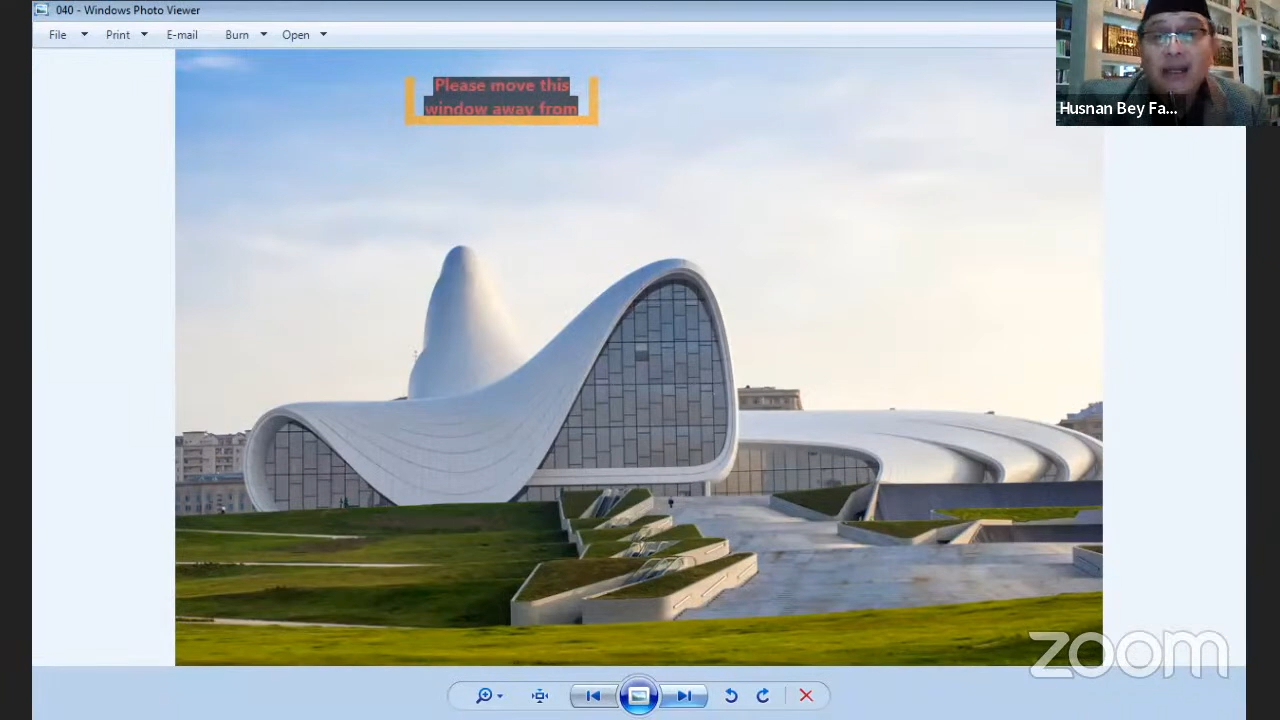 040 - Windows Photo Viewer
File Print E-mail Burn Open
Please move this
window away from
Husnan Bey Fa...
zoom